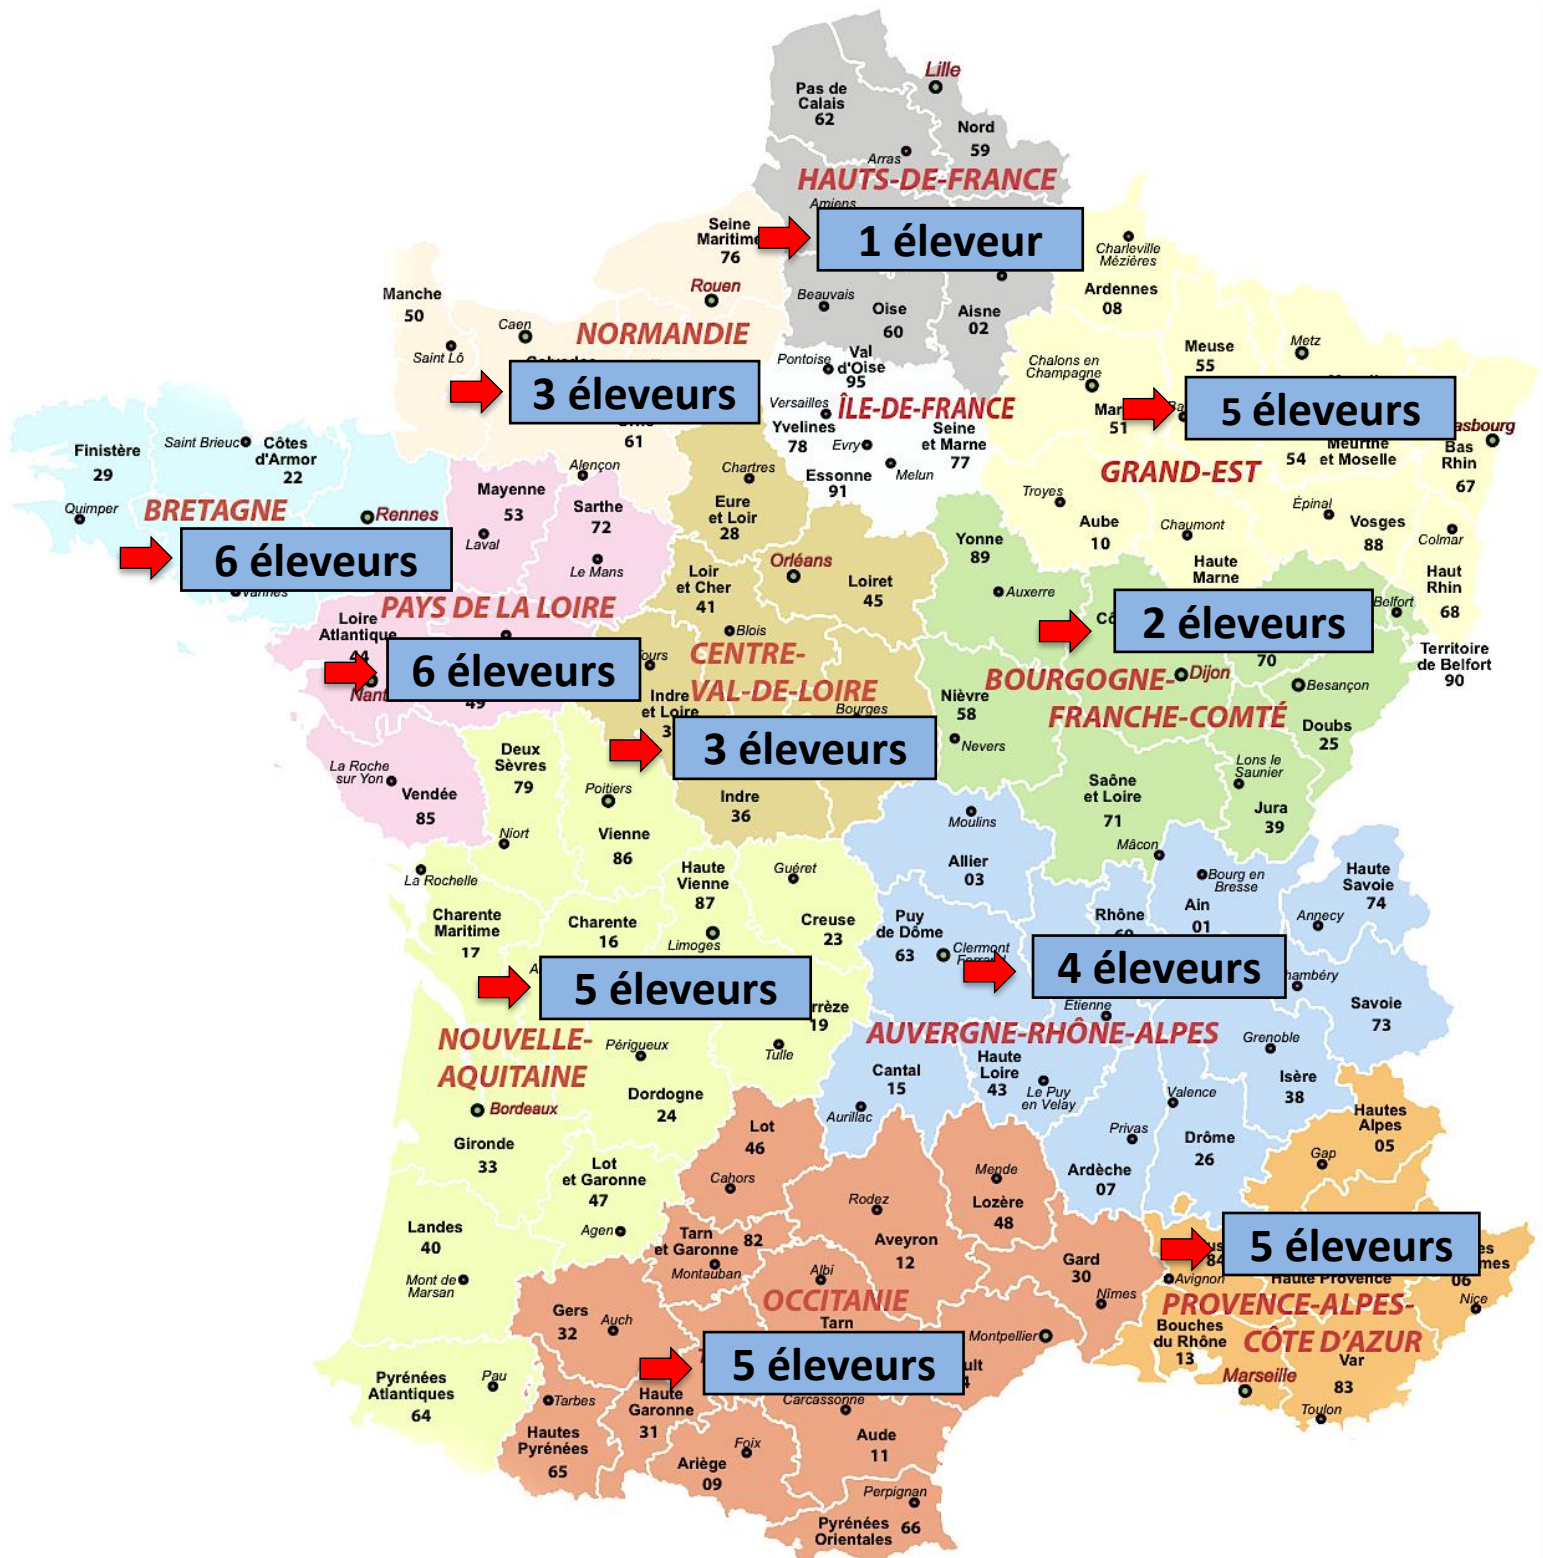 Lille
Pas de
Calais
62
Nord
59
Arras
HAUTS-DE-FRANCE
Amiens
1 éleveur
Seine
Maritime
76
Rouen
Beauvais
Oise
60
Aisne
02
Charleville
Mézières
Ardennes
08
Manche
50
Saint Lô
Caen
NORMANDIE
3 éleveurs
61
Alençon
Pontoise
Val
d'Oise
95
Versailles
ÎLE-DE-FRANCE
Yvelines
78
Evry
Seine
et Marne
77
Essonne
91
Melun
Chalons en
Champagne
51
Meuse
55
Metz
5 éleveurs
Meurthe
54 et Moselle
GRAND-EST
Bas
Rhin
67
Troyes
Aube
10
Chaumont
Haute
Marne
Épinal
Vosges
88
Colmar
Haut
Rhin
68
Finistère
29
Saint Brieuc
Côtes
d'Armor
22
Quimper
BRETAGNE
Rennes
6 éleveurs
Vannes
Mayenne
53
Laval
Sarthe
72
Le Mans
PAYS DE LA LOIRE
Loire
Atlantique
44
6 éleveurs
49
La Roche
sur Yon
Vendée
85
Chartres
Eure
et Loir
28
Loir
et Cher
41
Orléans
Loiret
45
Blois
CENTRE-
VAL-DE-LOIRE
Indre
et Loire
Bourges
3 éleveurs
Indre
36
Yonne
89
Auxerre
2 éleveurs
Belfort
70
Territoire
de Belfort
90
Nièvre
58
Nevers
BOURGOGNE-
FRANCHE-COMTÉ
Dijon
Besançon
Doubs
25
Saône
et Loire
71
Mâcon
Lons le
Saunier
Jura
39
Deux
Sèvres
79
Niort
Poitiers
Vienne
86
La Rochelle
Charente
Maritime
17
Charente
16
Haute
Vienne
87
Limoges
Guéret
Creuse
23
5 éleveurs
19
Tulle
NOUVELLE-
AQUITAINE
Périgueux
Dordogne
24
Bordeaux
Gironde
33
Lot
et Garonne
47
Agen
Landes
40
Mont de
Marsan
Pyrénées
Atlantiques
64
Pau
Moulins
Allier
03
Puy
de Dôme
63
Clermont
Rhône
69
Ain
01
Bourg en
Bresse
Haute
Savoie
74
Annecy
4 éleveurs
Etienne
Savoie
73
AUVERGNE-RHÔNE-ALPES
Cantal
15
Aurillac
Haute
Loire
43
Le Puy
en Velay
Grenoble
Isère
38
Valence
Privas
Drôme
26
Ardèche
07
Lot
46
Cahors
Rodez
Aveyron
12
Mende
Lozère
48
Tarn
et Garonne
82
Montauban
Albi
OCCITANIE
Tarn
Gard
30
Nîmes
Montpellier
Gers
32
Auch
5 éleveurs
Tarbes
Hautes
Pyrénées
65
Haute
Garonne
31
Carcassonne
Aude
11
Foix
Ariège
09
Perpignan
Pyrénées
Orientales
66
Hautes
Alpes
05
Gap
5 éleveurs
84
Avignon
Haute Provence
06
Nice
PROVENCE-ALPES-
CÔTE D'AZUR
Bouches
du Rhône
13
Marseille
Var
83
Toulon